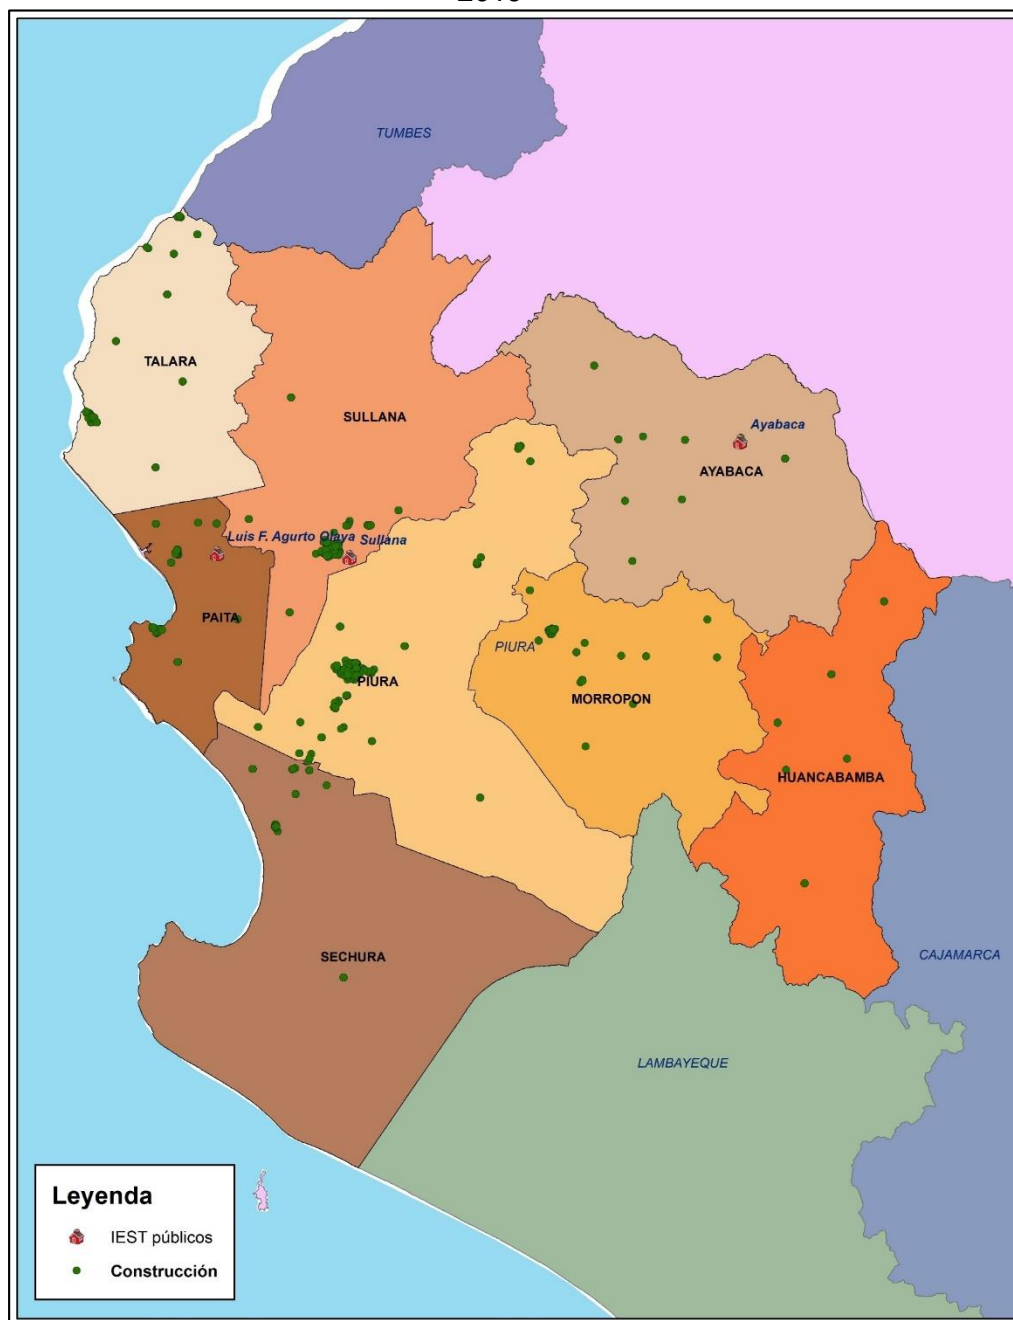 TUMBES
TALARA
SULLANA
Ayabaca
AYABACA
Luis F. Agurto Olaya
Sullana
PAITA
PIURA
PIURA
MORROPON
HUANCABAMBA
SECHURA
CAJAMARCA
LAMBAYEQUE
Leyenda
IEST públicos
Construcción